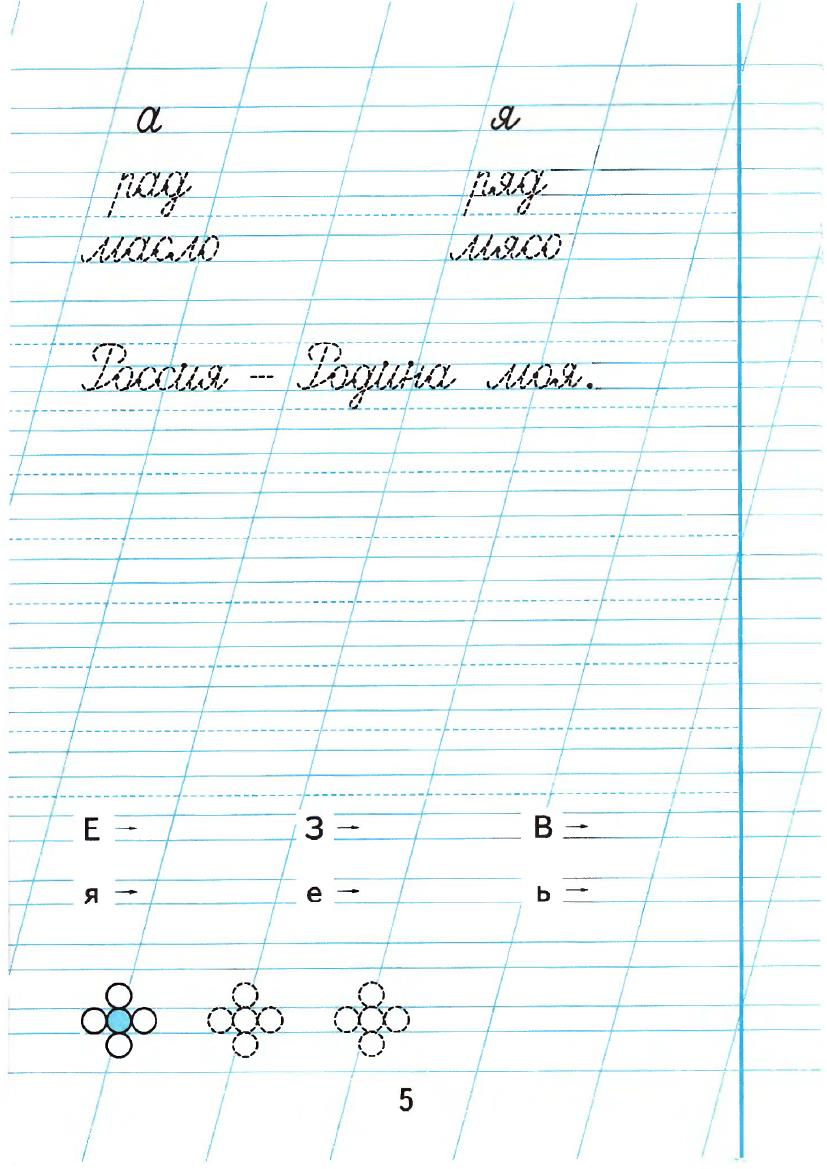 а я
рад ряд
масло мясо
Россия – Родина моя.
Е → З → В →
я → е → ь →
5